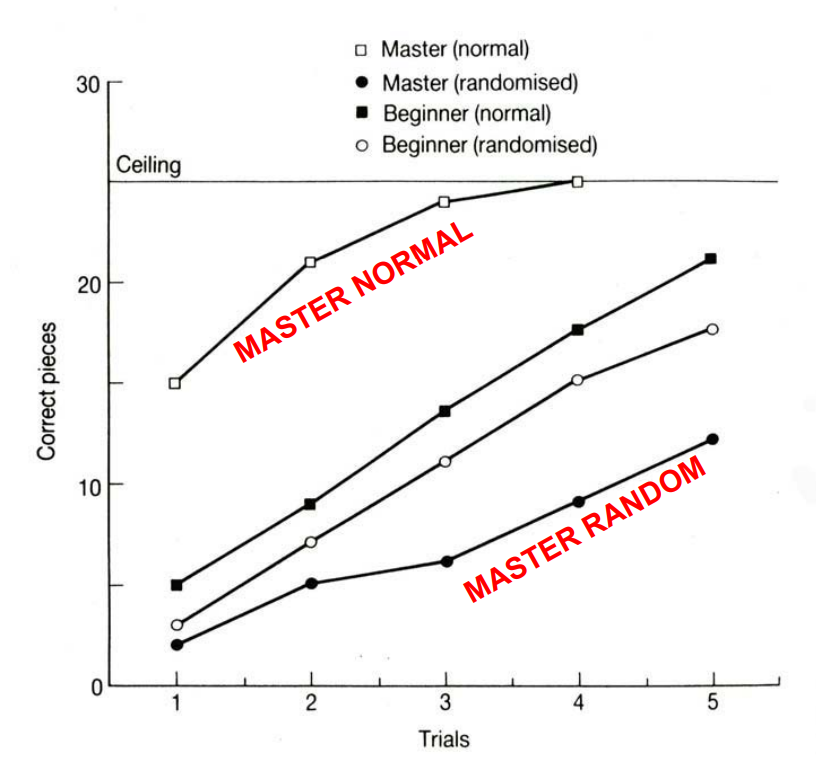 Master (normal)
Master (randomised)
Beginner (normal)
Beginner (randomised)
30
Ceiling
MASTER NORMAL
20
Correct pieces
10
MASTER RANDOM
0
1 2 3 4 5
Trials